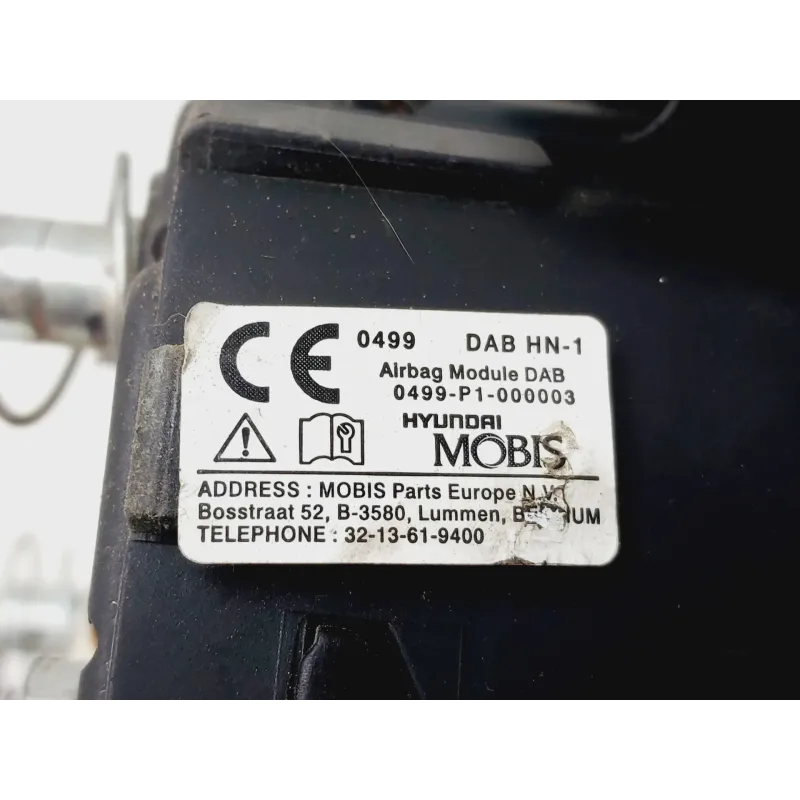 CE 0499 DAB HN-1
Airbag Module DAB
0499-P1-000003
HYUNDAI
MOBIS
ADDRESS : MOBIS Parts Europe N.V.
Bosstraat 52, B-3580, Lummen,
TELEPHONE : 32-13-61-9400